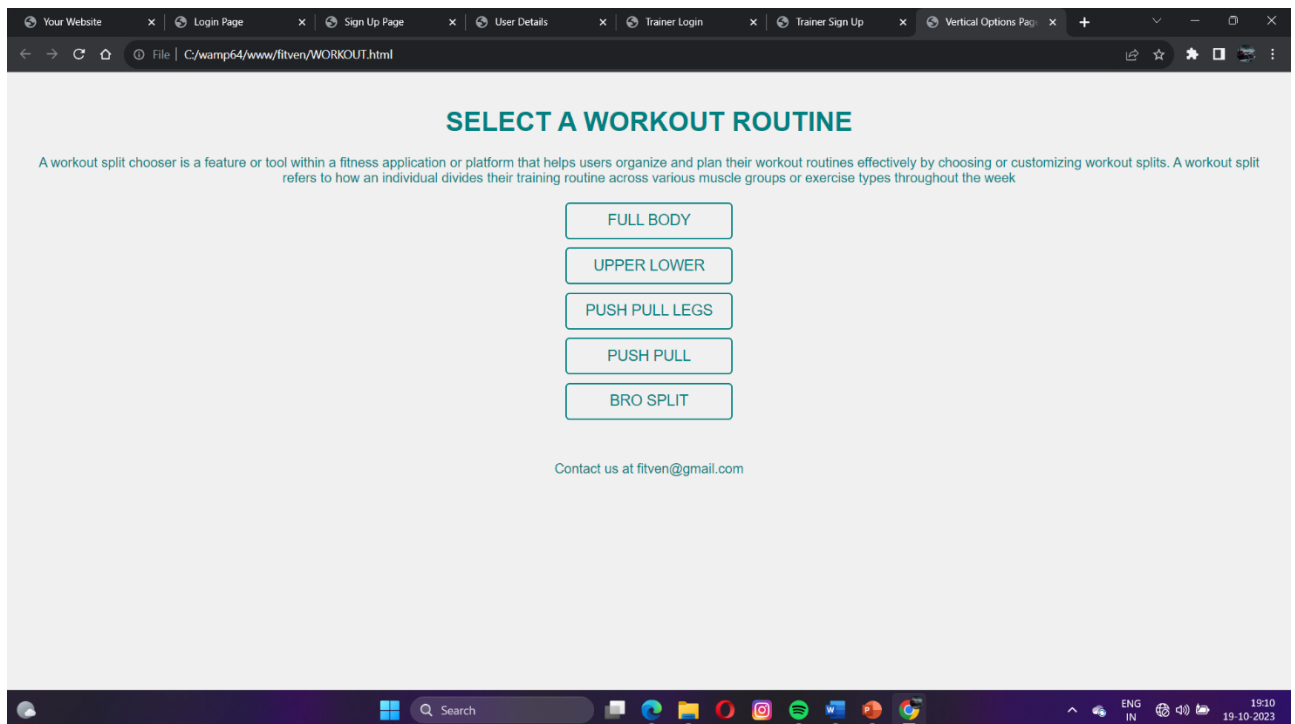 Your Website
Login Page
Sign Up Page
User Details
Trainer Login
Trainer Sign Up
Vertical Options Pag
File | C:/wamp64/www/fitven/WORKOUT.html
SELECT A WORKOUT ROUTINE
A workout split chooser is a feature or tool within a fitness application or platform that helps users organize and plan their workout routines effectively by choosing or customizing workout splits. A workout split
refers to how an individual divides their training routine across various muscle groups or exercise types throughout the week
FULL BODY
UPPER LOWER
PUSH PULL LEGS
PUSH PULL
BRO SPLIT
Contact us at fitven@gmail.com
Search
ENG
IN
19:10
19-10-2023